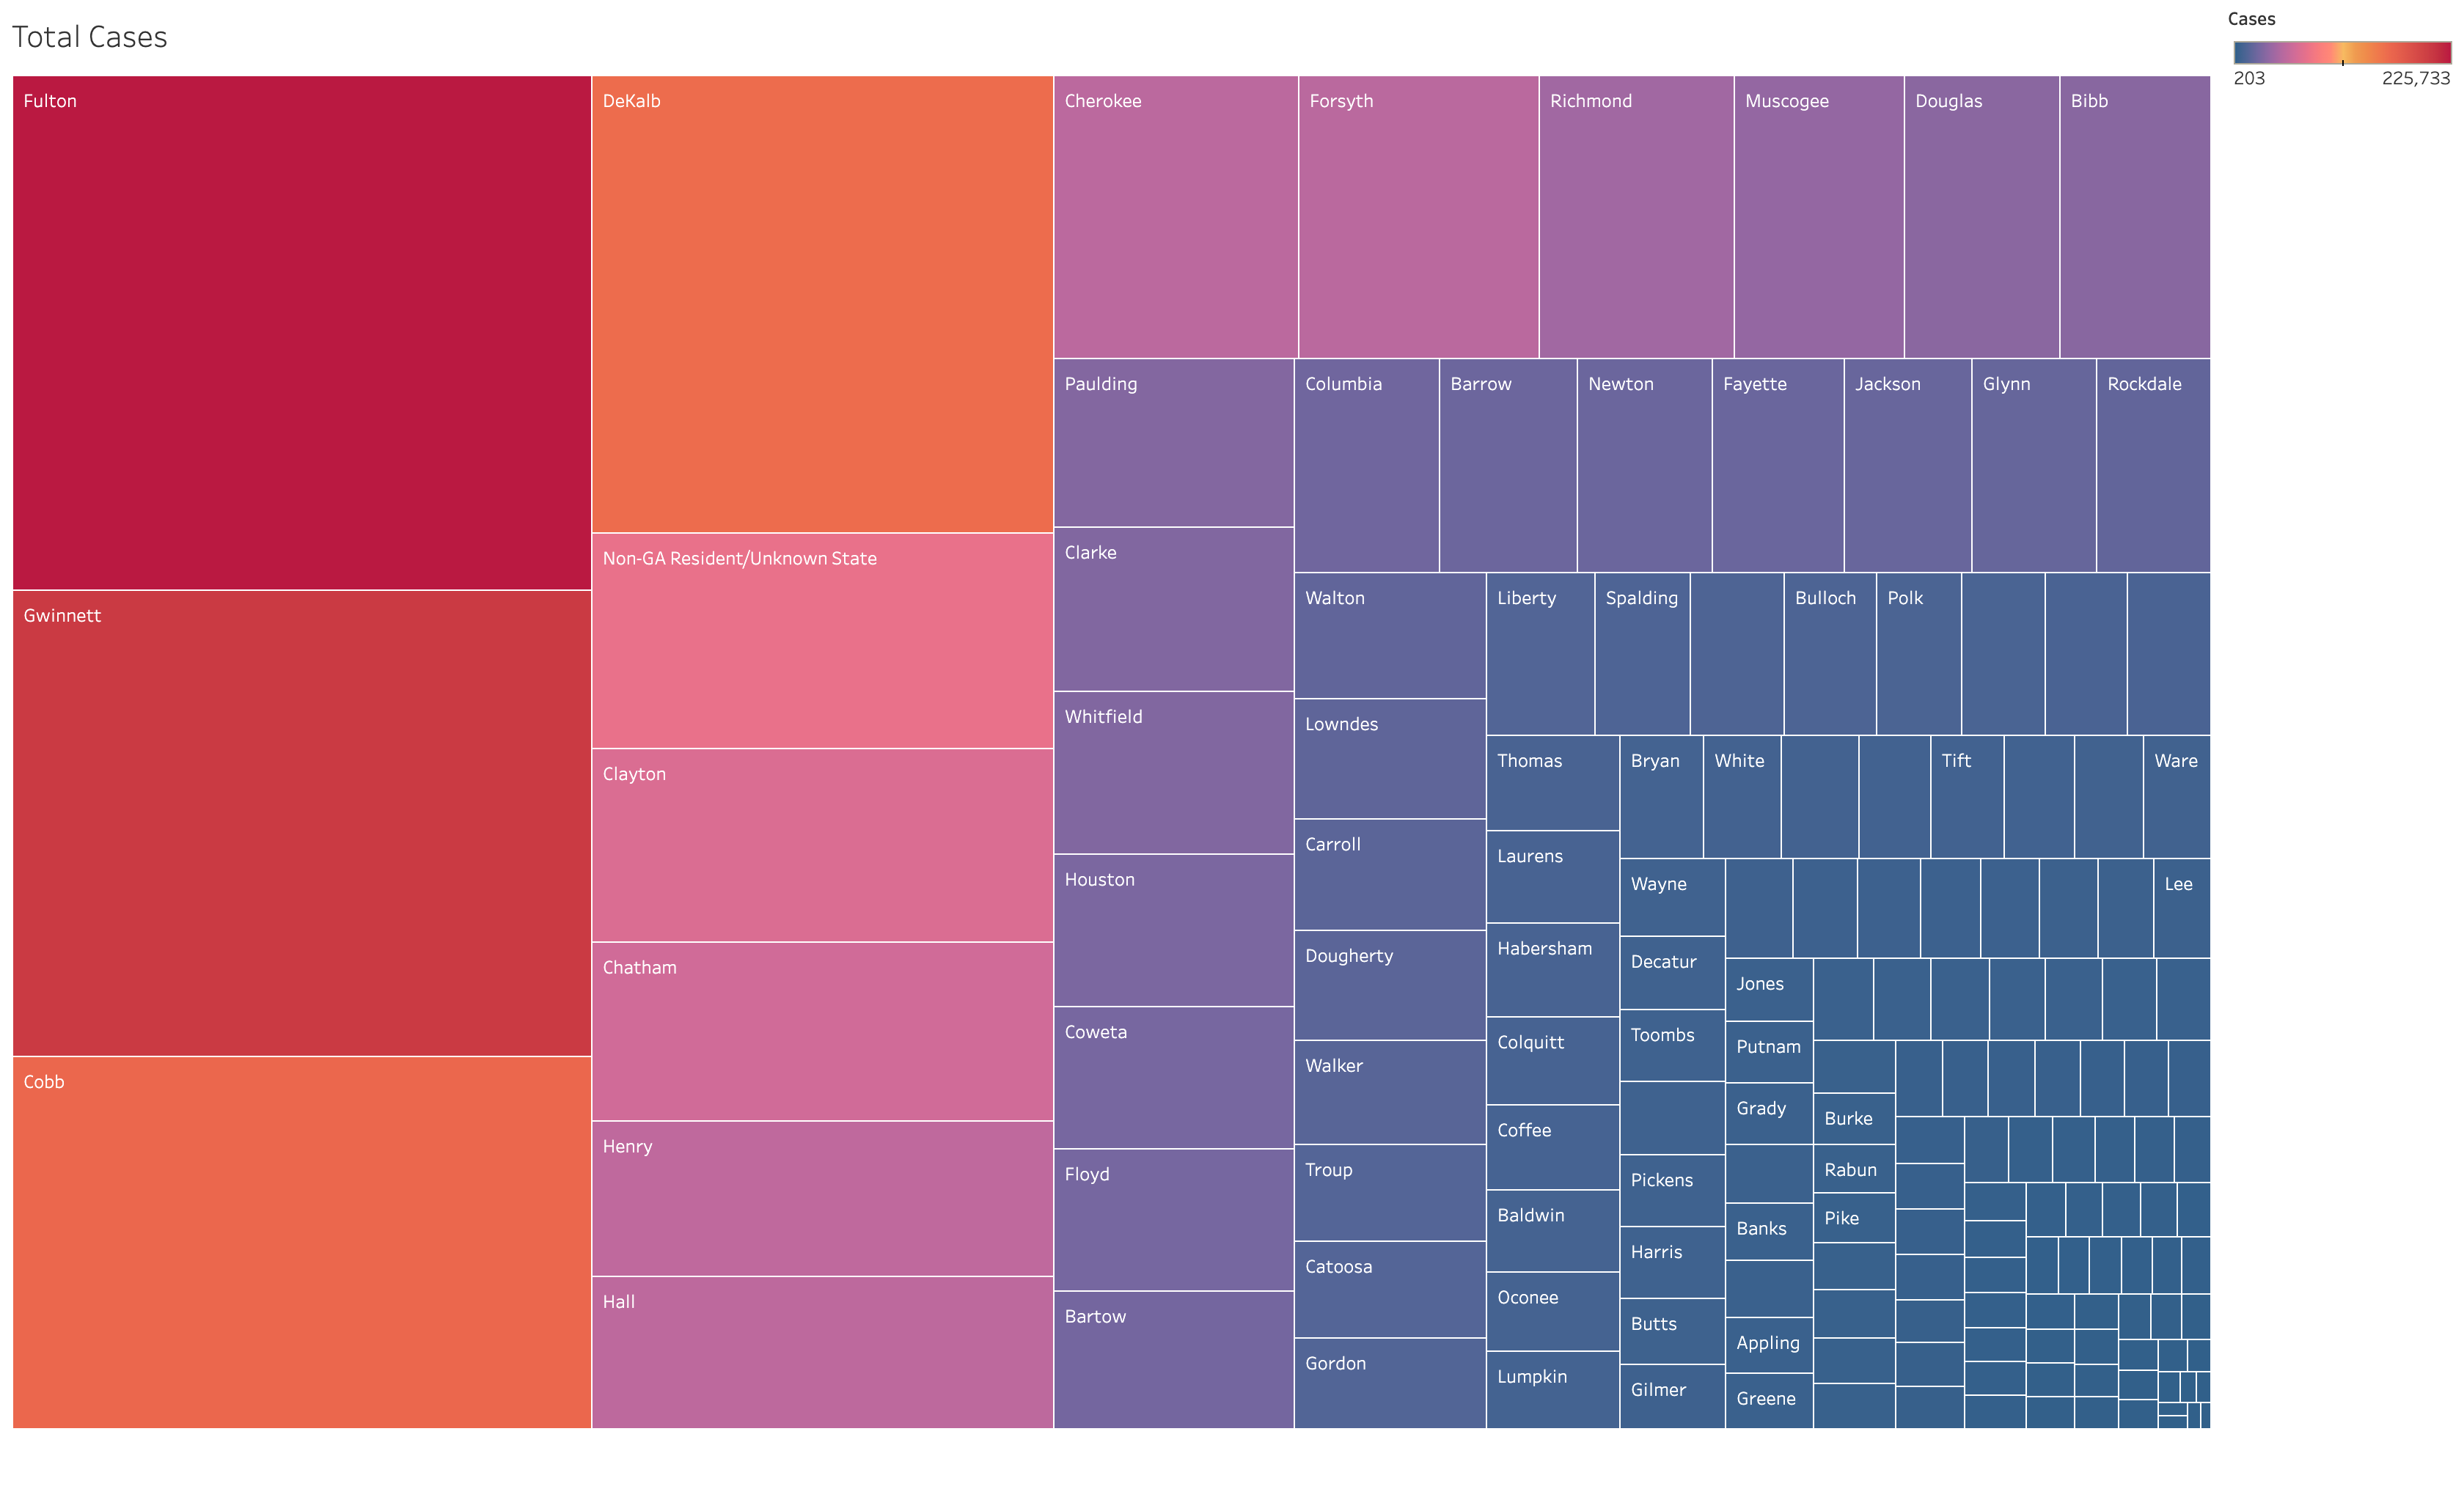 Total Cases
Cases
203
225,733
Fulton
Gwinnett
Cobb
DeKalb
Non-GA Resident/Unknown State
Clayton
Chatham
Henry
Hall
Cherokee
Forsyth
Richmond
Muscogee
Douglas
Bibb
Paulding
Clarke
Whitfield
Houston
Coweta
Floyd
Bartow
Columbia
Barrow
Newton
Fayette
Jackson
Glynn
Rockdale
Walton
Lowndes
Carroll
Dougherty
Walker
Troup
Catoosa
Gordon
Liberty
Spalding
Bulloch
Polk
Thomas
Laurens
Habersham
Colquitt
Coffee
Baldwin
Oconee
Lumpkin
Bryan
White
Tift
Ware
Wayne
Decatur
Toombs
Pickens
Harris
Butts
Gilmer
Lee
Jones
Putnam
Grady
Banks
Appling
Greene
Burke
Rabun
Pike